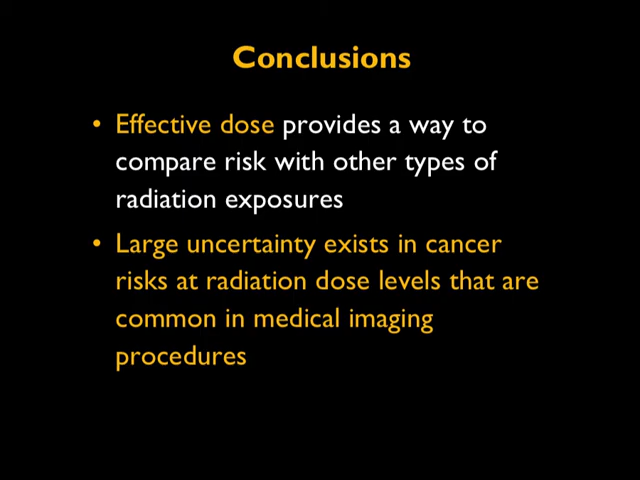 Conclusions
• Effective dose provides a way to
compare risk with other types of
radiation exposures
• Large uncertainty exists in cancer
risks at radiation dose levels that are
common in medical imaging
procedures